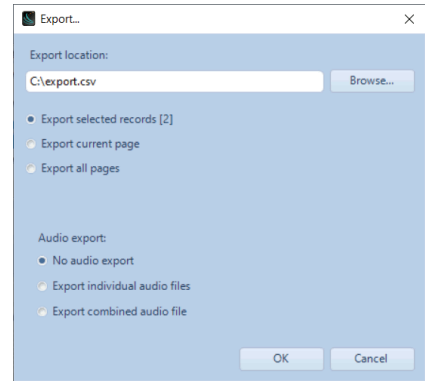 Export...
Export location:
C:\export.csv
Browse...
Export selected records [2]
Export current page
Export all pages
Audio export:
No audio export
Export individual audio files
Export combined audio file
OK
Cancel